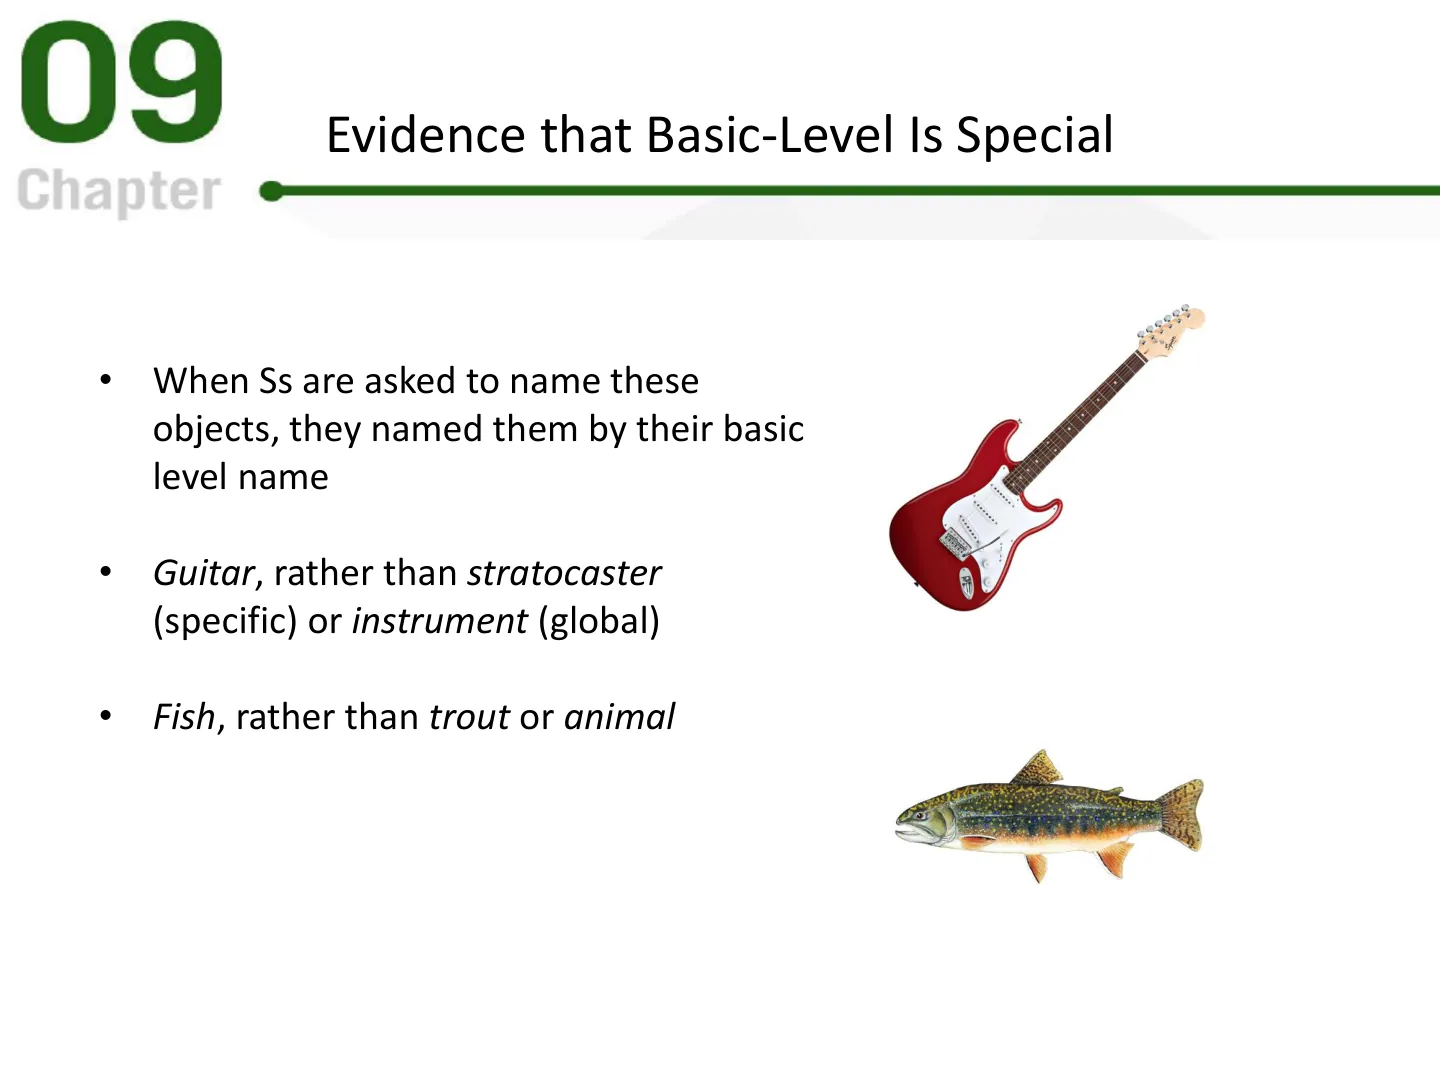 09
Chapter
Evidence that Basic-Level Is Special
• When Ss are asked to name these
objects, they named them by their basic
level name
• Guitar, rather than stratocaster
(specific) or instrument (global)
• Fish, rather than trout or animal